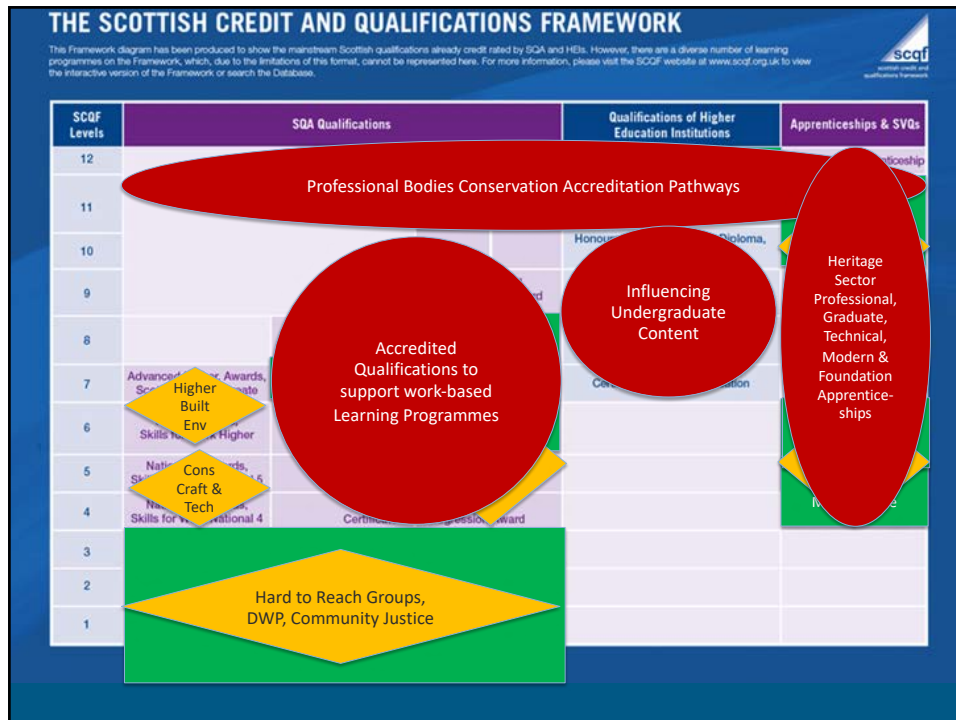 THE SCOTTISH CREDIT AND QUALIFICATIONS FRAMEWORK
This Framework diagram has been produced to show the mainstream Scottish qualifications already credit rated by SQA and HEIs. However, there are a diverse number of learning
programmes on the Framework, which, due to the limitations of this format, cannot be represented here. For more information, please visit the SCQF website at www.scqf.org.uk to view
the interactive version of the Framework or search the Database.
scqf
scottish credit and
qualifications framework
SCQF
Levels
SQA Qualifications
Qualifications of Higher
Education Institutions
Apprenticeships & SVQs
12
Professional Bodies Conservation Accreditation Pathways
11
10
Diploma,
9
8
7
Advanced Awards,
6
Skills Higher
5
4
Skills for National 4
Award
3
2
1
Accredited
Qualifications to
support work-based
Learning Programmes
Influencing
Undergraduate
Content
Heritage
Sector
Professional,
Graduate,
Technical,
Modern &
Foundation
Apprentice-
ships
Higher
Built
Env
Cons
Craft &
Tech
Hard to Reach Groups,
DWP, Community Justice